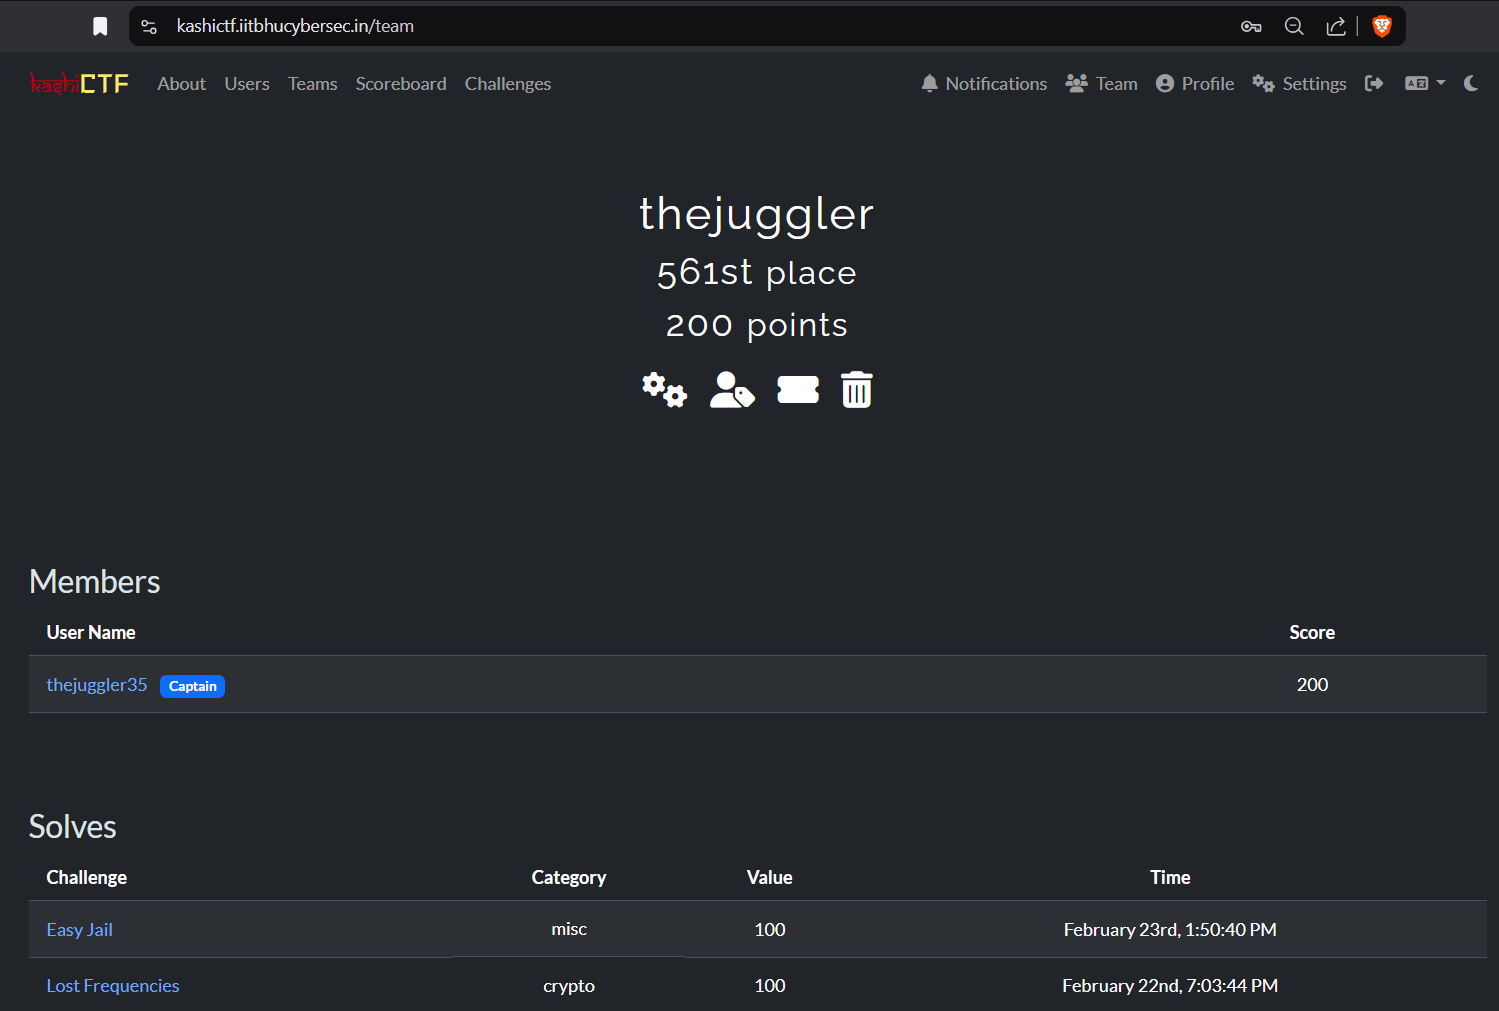 kashictf.iitbhucybersec.in/team
kashiCTF About Users Teams Scoreboard Challenges Notifications Team Profile Settings
thejuggler
561st place
200 points
Members
User Name Score
thejuggler35 Captain 200
Solves
Challenge Category Value Time
Easy Jail misc 100 February 23rd, 1:50:40 PM
Lost Frequencies crypto 100 February 22nd, 7:03:44 PM